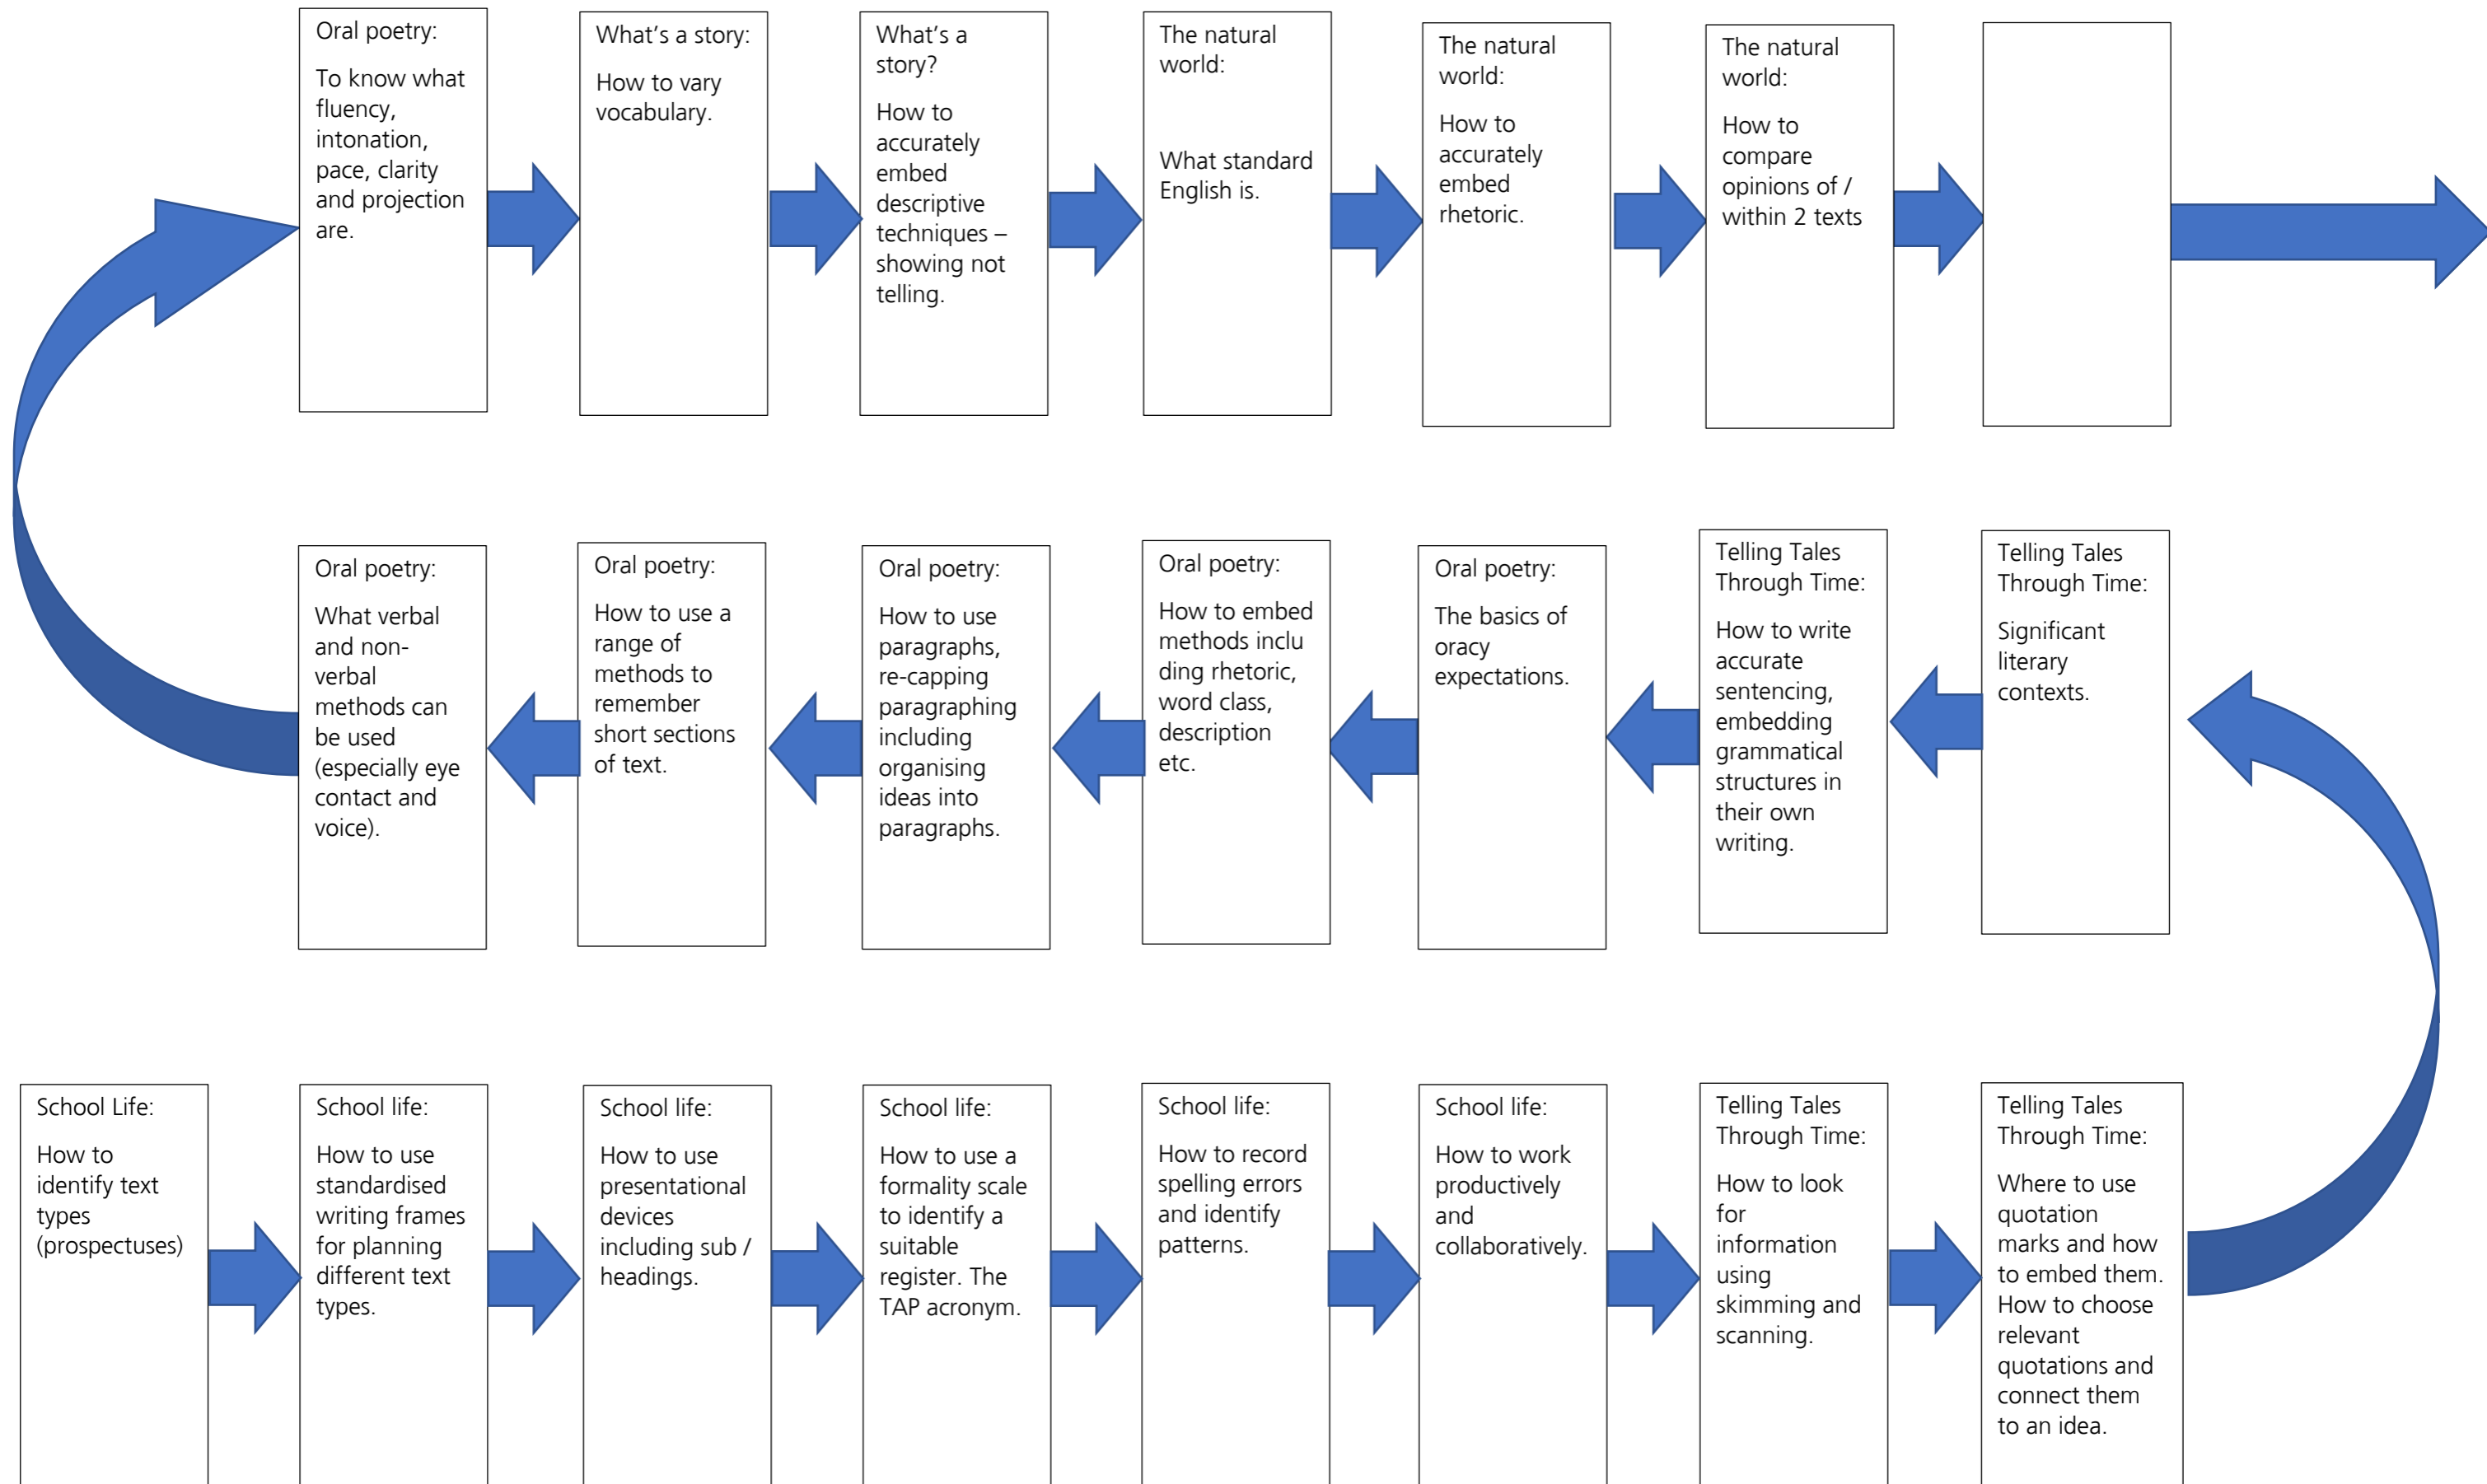 Oral poetry:
To know what
fluency,
intonation,
pace, clarity
and projection
are.
What's a story:
How to vary
vocabulary.
What's a
story?
How to
accurately
embed
descriptive
techniques –
showing not
telling.
The natural
world:
What standard
English is.
The natural
world:
How to
accurately
embed
rhetoric.
The natural
world:
How to
compare
opinions of /
within 2 texts
Oral poetry:
What verbal
and non-
verbal
methods can
be used
(especially eye
contact and
voice).
Oral poetry:
How to use a
range of
methods to
remember
short sections
of text.
Oral poetry:
How to use
paragraphs,
re-capping
paragraphing
including
organising
ideas into
paragraphs.
Oral poetry:
How to embed
methods inclu
ding rhetoric,
word class,
description
etc.
Oral poetry:
The basics of
oracy
expectations.
Telling Tales
Through Time:
How to write
accurate
sentencing,
embedding
grammatical
structures in
their own
writing.
Telling Tales
Through Time:
Significant
literary
contexts.
School Life:
How to
identify text
types
(prospectuses)
School life:
How to use
standardised
writing frames
for planning
different text
types.
School life:
How to use
presentational
devices
including sub /
headings.
School life:
How to use a
formality scale
to identify a
suitable
register. The
TAP acronym.
School life:
How to record
spelling errors
and identify
patterns.
School life:
How to work
productively
and
collaboratively.
Telling Tales
Through Time:
How to look
for
information
using
skimming and
scanning.
Telling Tales
Through Time:
Where to use
quotation
marks and how
to embed them.
How to choose
relevant
quotations and
connect them
to an idea.